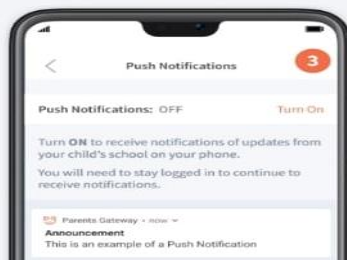 Push Notifications
3
Push Notifications: OFF
Turn On
Turn ON to receive notifications of updates from
your child's school on your phone.
You will need to stay logged in to continue to
receive notifications.
Parents Gateway • now
Announcement
This is an example of a Push Notification